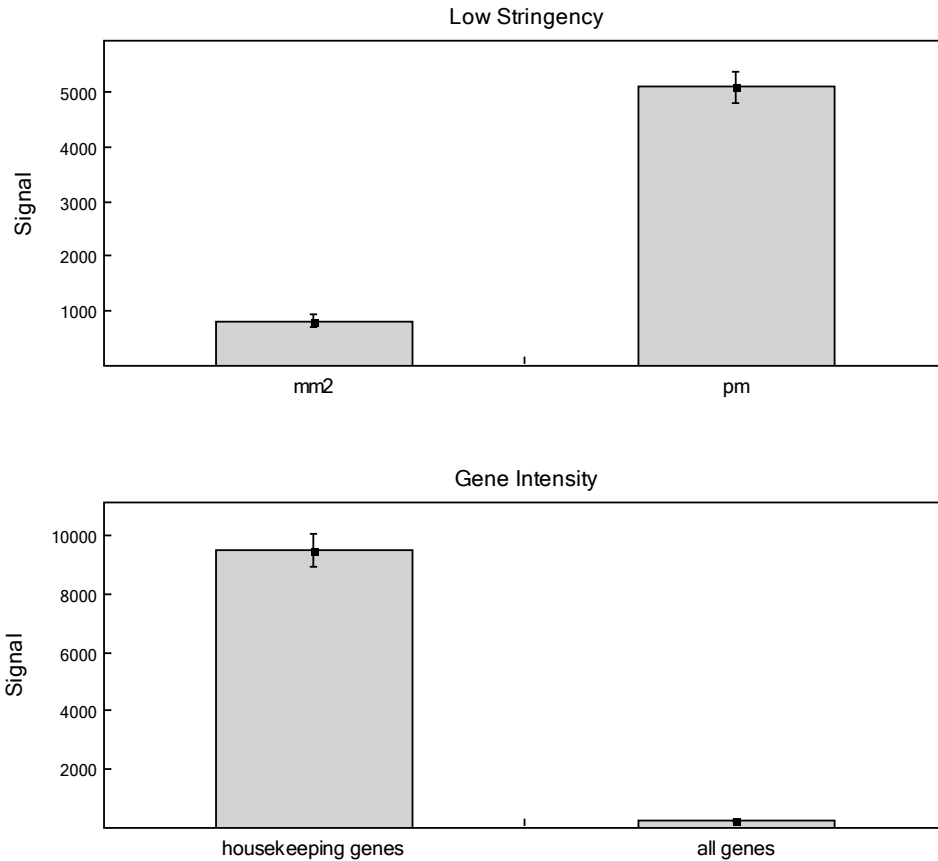 Low Stringency
5000
4000
3000
2000
1000
Signal
mm2 pm
Gene Intensity
10000
8000
6000
4000
2000
Signal
housekeeping genes all genes